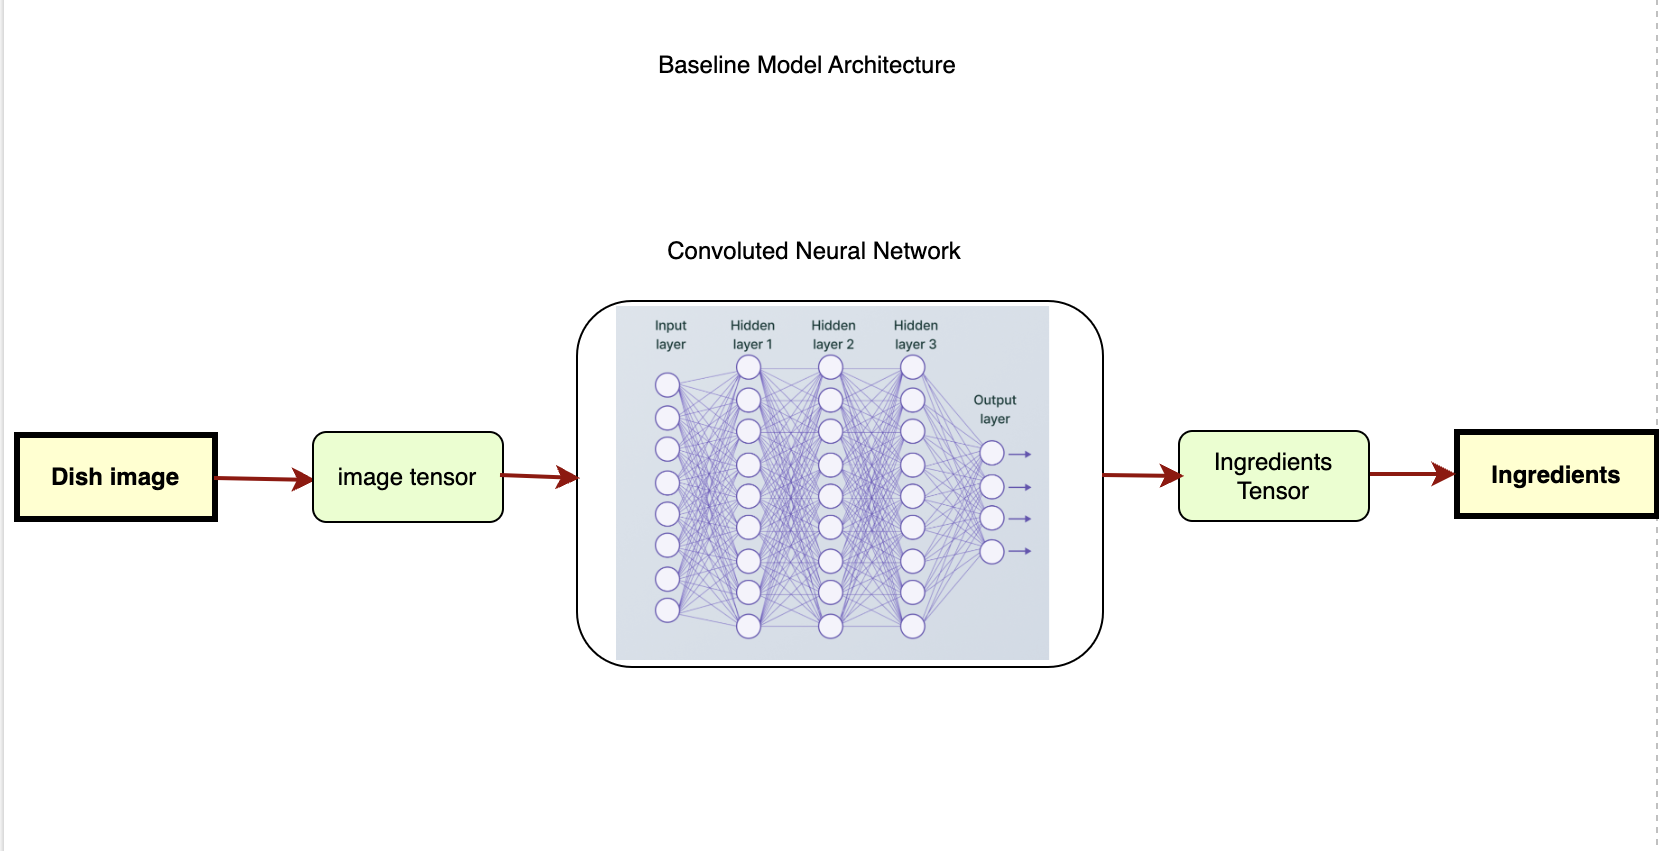 Baseline Model Architecture
Convoluted Neural Network
Input
layer
Hidden
layer 1
Hidden
layer 2
Hidden
layer 3
Output
layer
Dish image
image tensor
Ingredients
Tensor
Ingredients